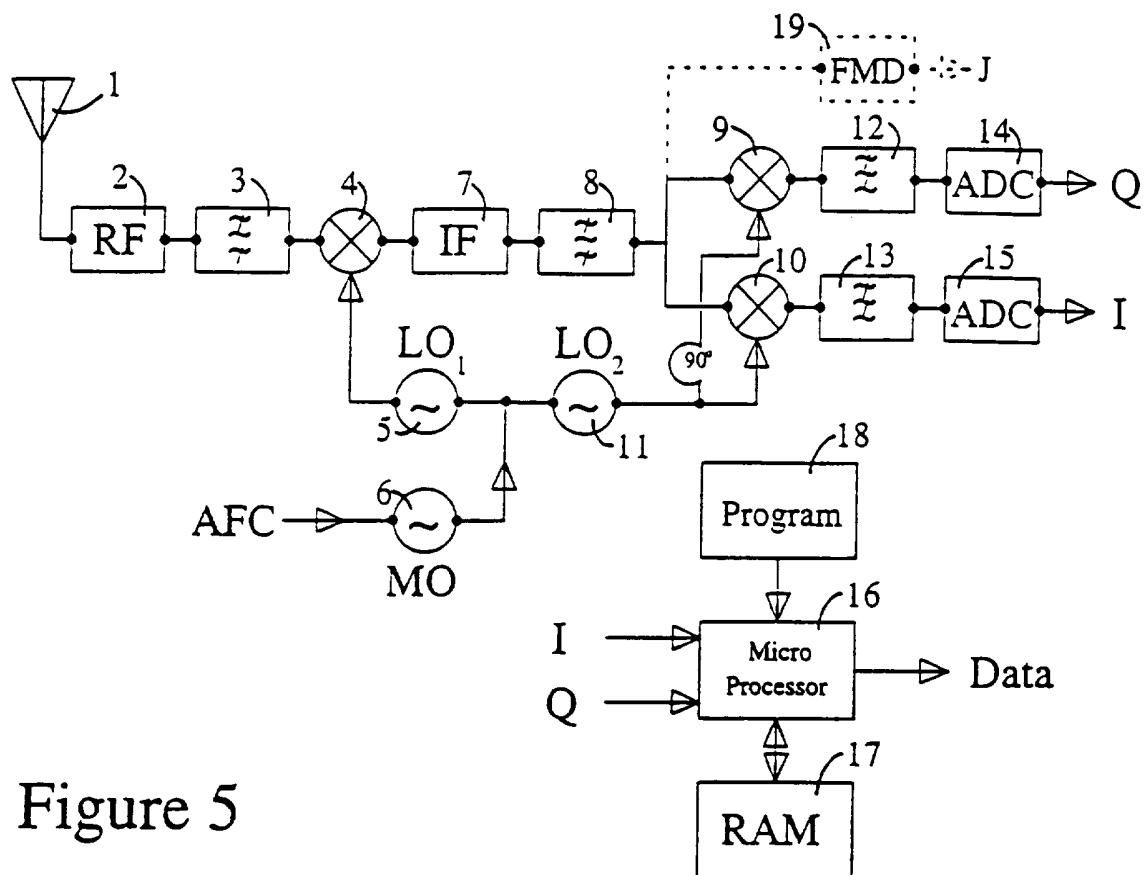 19
FMD J
1
9 12 14
ADC Q
2 3 4 7 8
RF IF
10 13 15
ADC I
LO1 LO2
90°
5 11
18
Program
AFC 6
MO
16
I Micro
Processor Data
Q
17
RAM
Figure 5